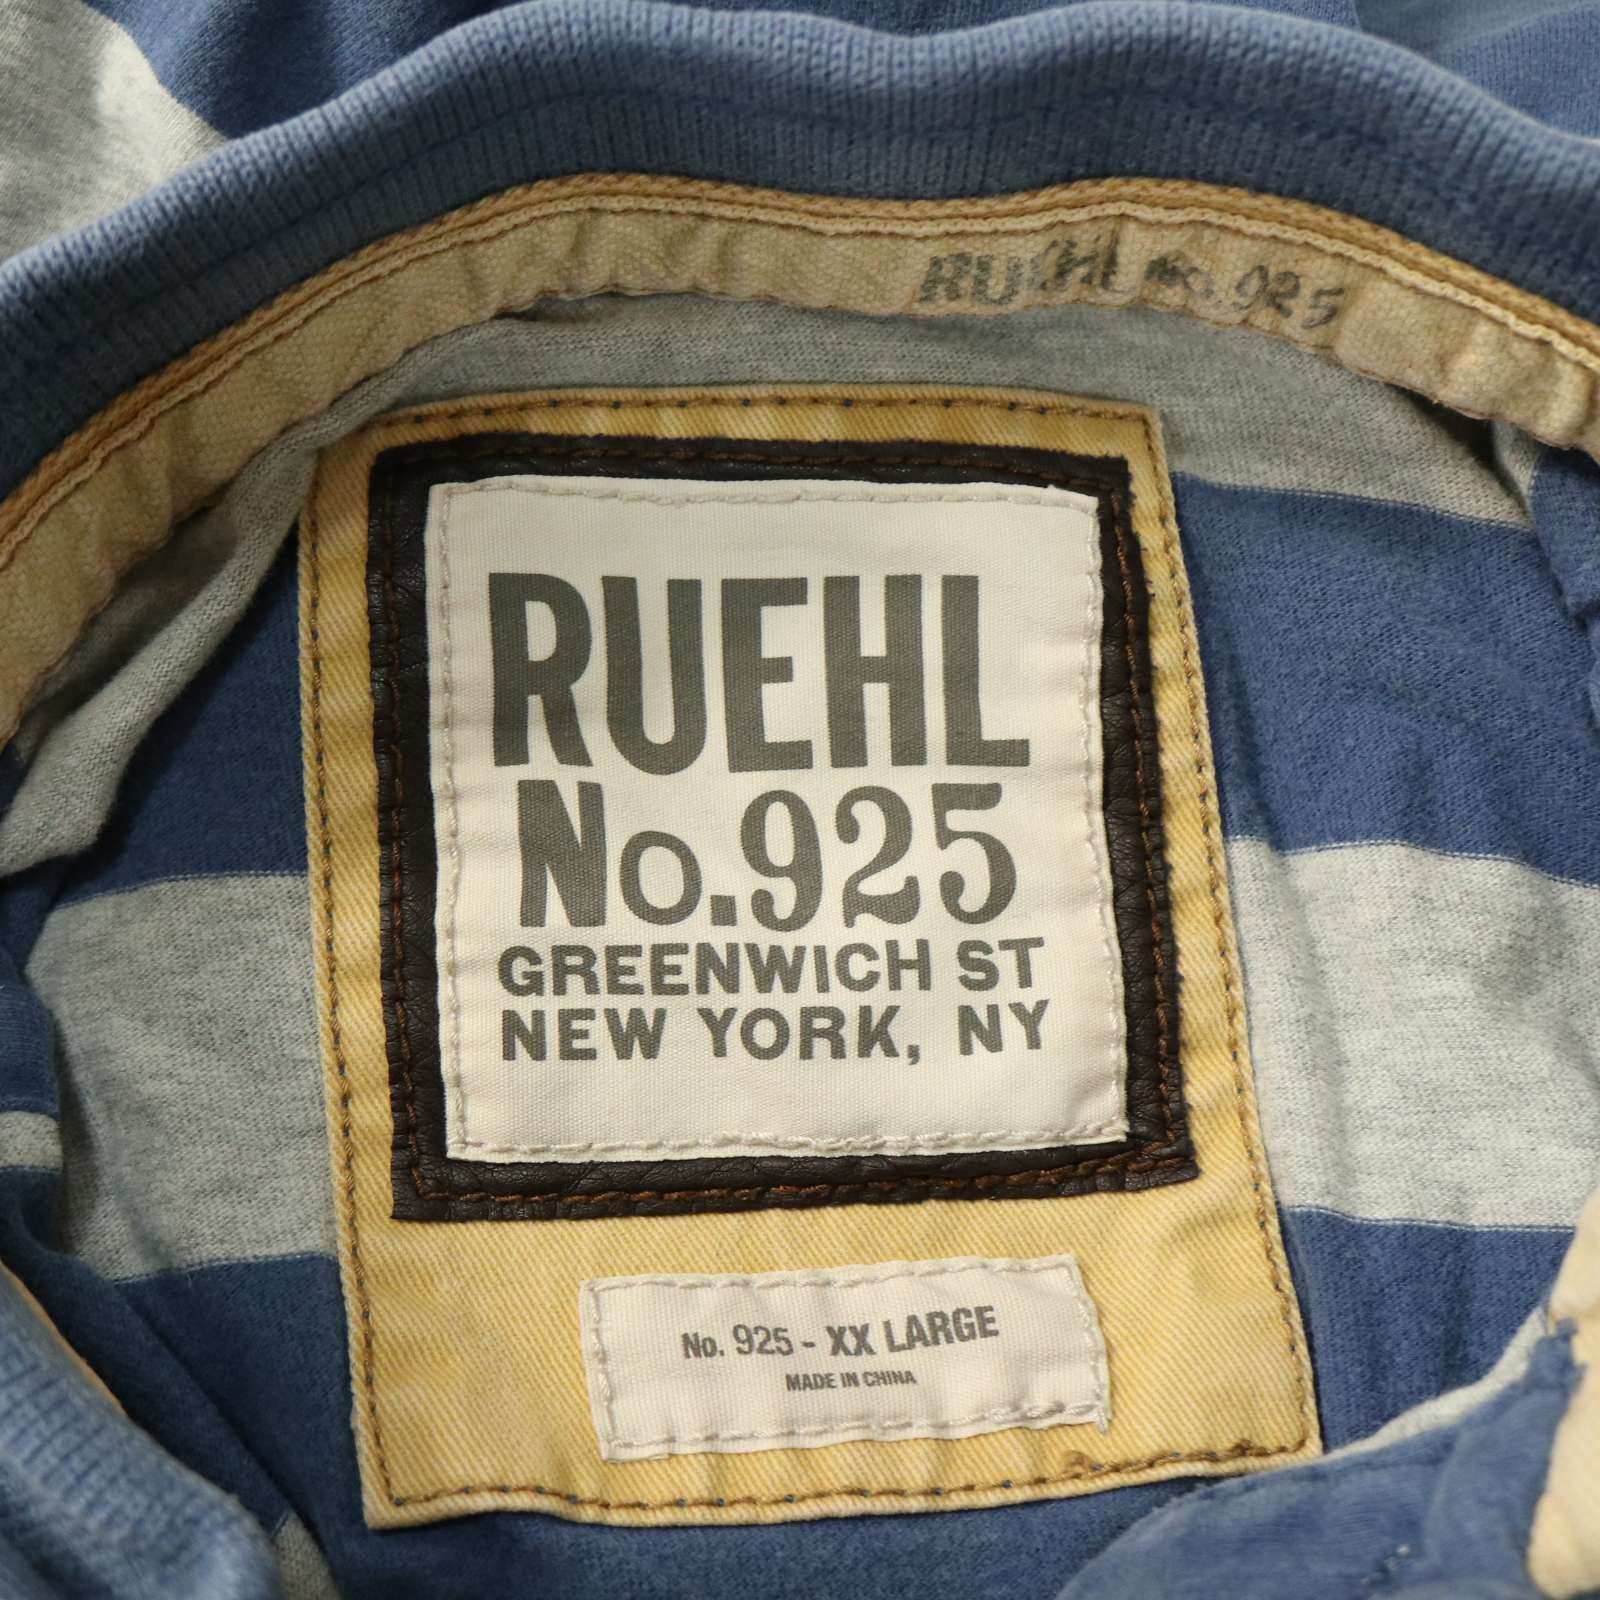 RUEHL No. 925
RUEHL
No. 925
GREENWICH ST
NEW YORK, NY
No. 925 - XX LARGE
MADE IN CHINA